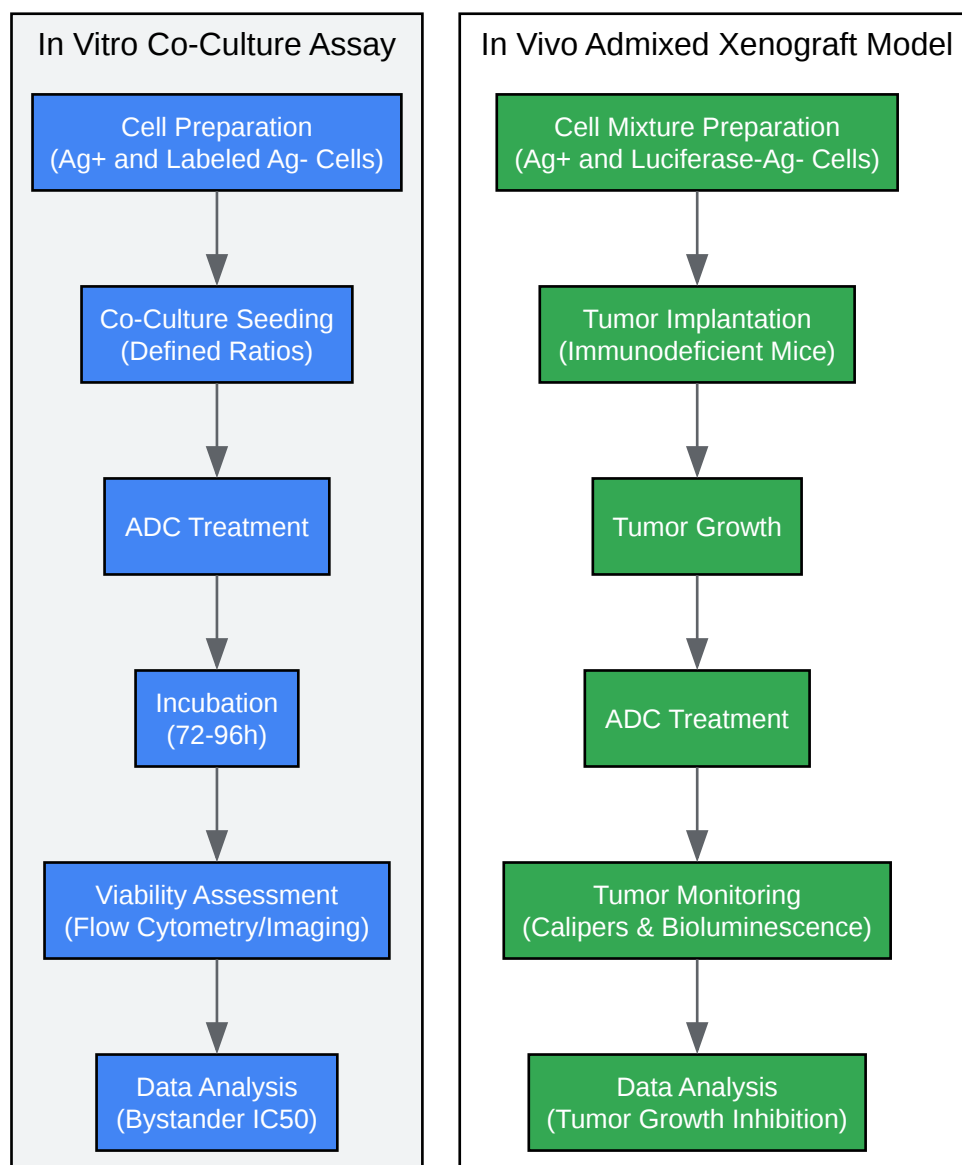 In Vitro Co-Culture Assay
Cell Preparation
(Ag+ and Labeled Ag- Cells)
Co-Culture Seeding
(Defined Ratios)
ADC Treatment
Incubation
(72-96h)
Viability Assessment
(Flow Cytometry/Imaging)
Data Analysis
(Bystander IC50)
In Vivo Admixed Xenograft Model
Cell Mixture Preparation
(Ag+ and Luciferase-Ag- Cells)
Tumor Implantation
(Immunodeficient Mice)
Tumor Growth
ADC Treatment
Tumor Monitoring
(Calipers & Bioluminescence)
Data Analysis
(Tumor Growth Inhibition)